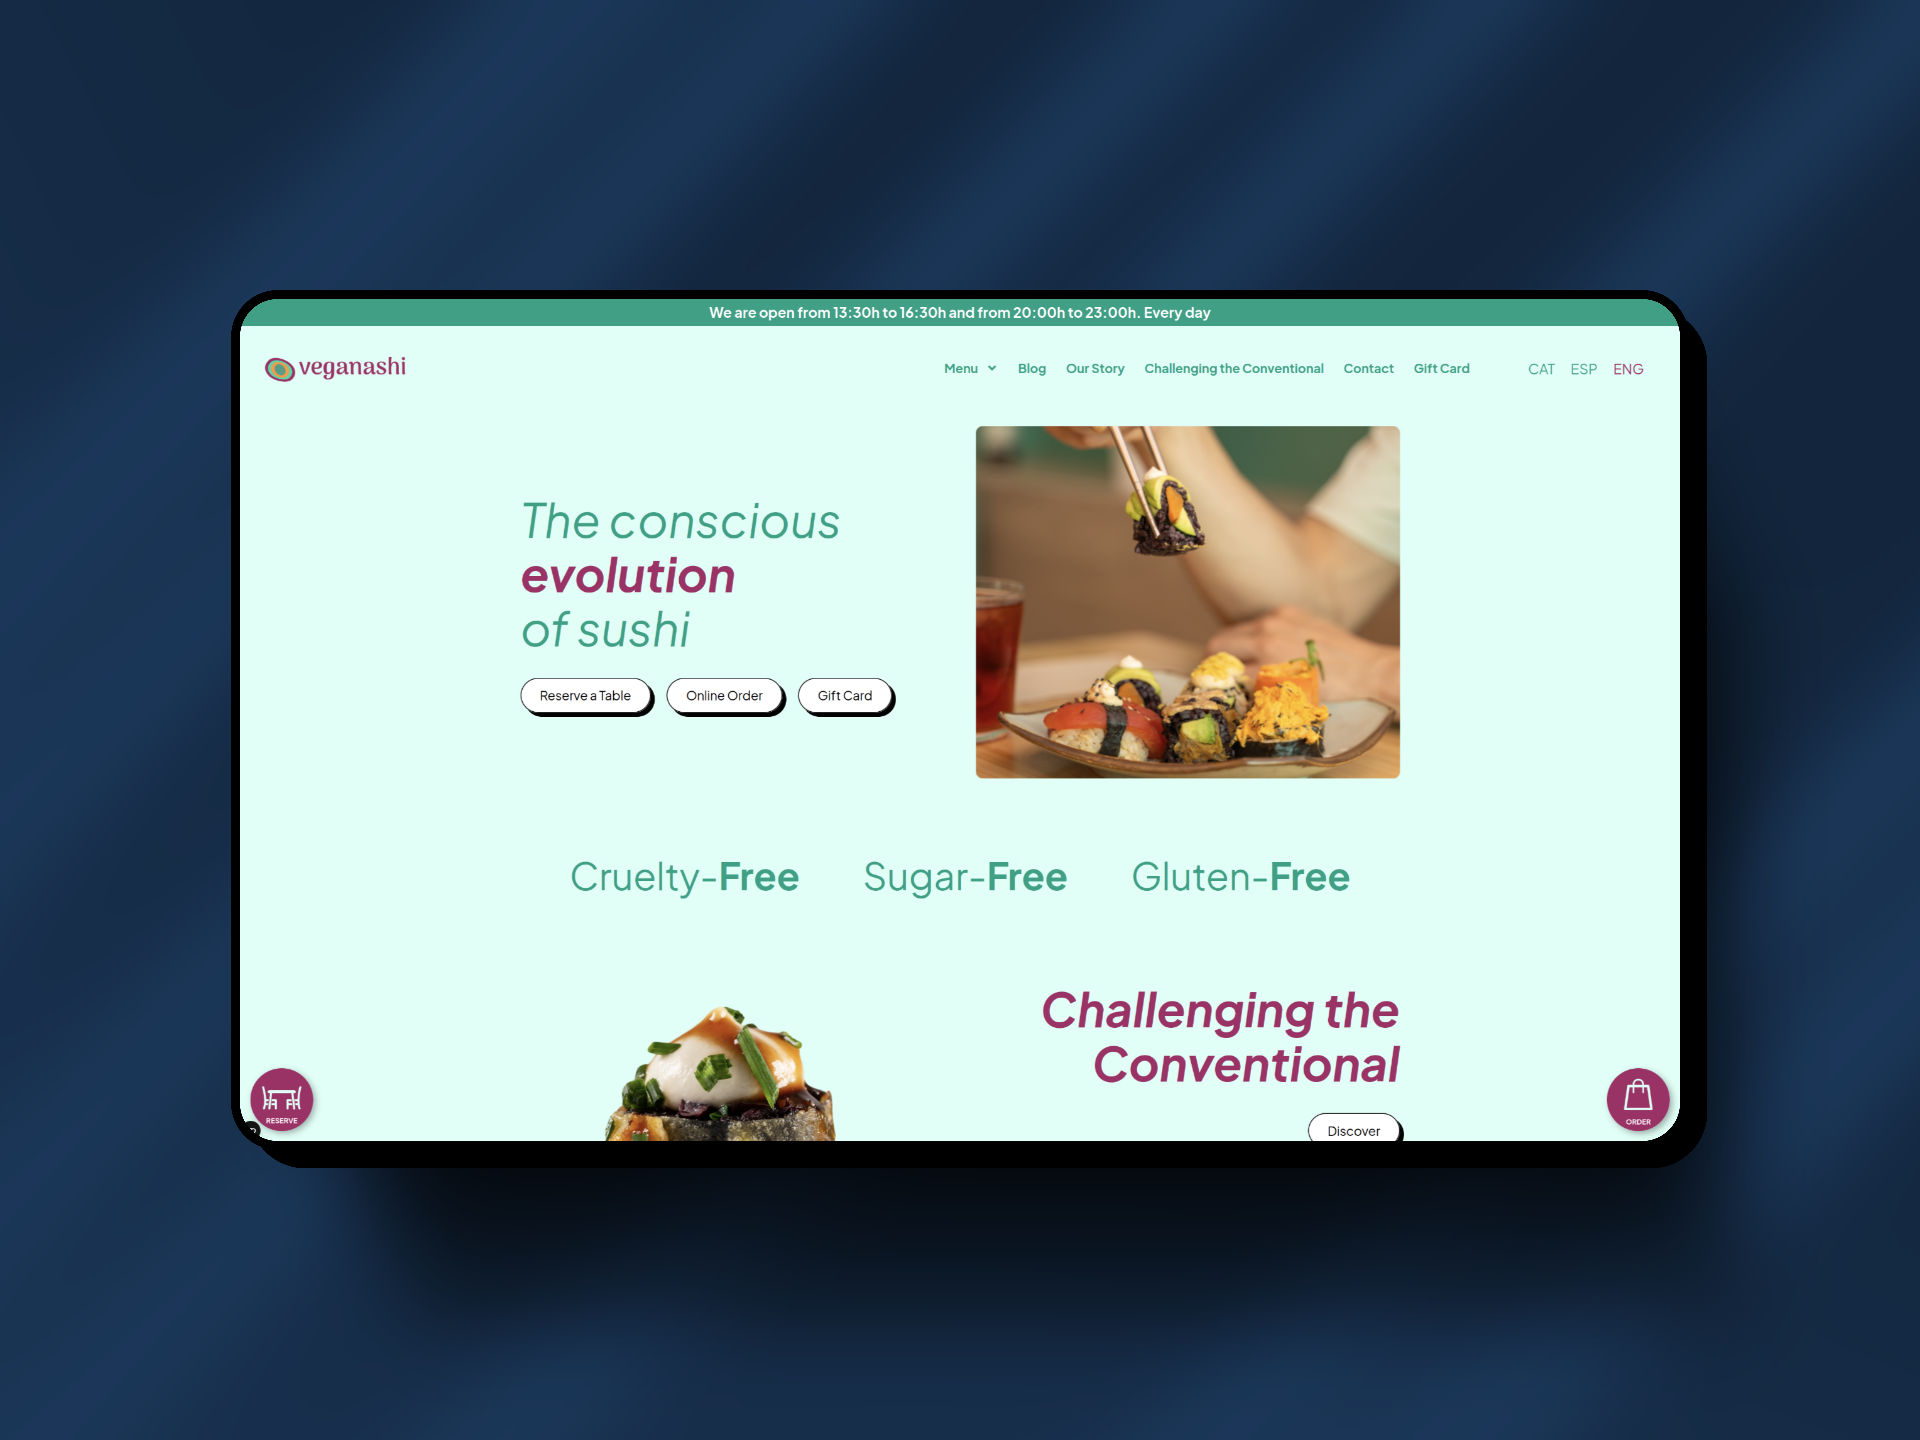 We are open from 13:30h to 16:30h and from 20:00h to 23:00h. Every day
veganashi
Menu Blog Our Story Challenging the Conventional Contact Gift Card CAT ESP ENG
The conscious
evolution
of sushi
Reserve a Table Online Order Gift Card
Cruelty-Free Sugar-Free Gluten-Free
Challenging the
Conventional
Discover
RESERVE
ORDER